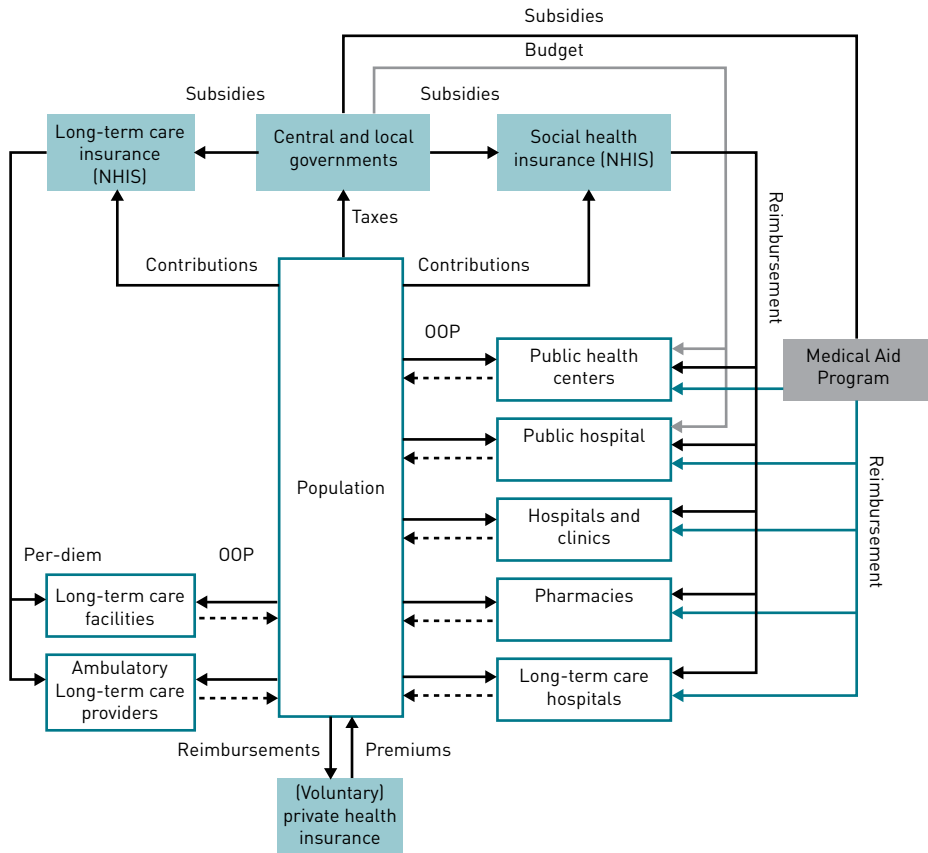 Subsidies
Budget
Subsidies
Subsidies
Long-term care
insurance
(NHIS)
Central and local
governments
Social health
insurance (NHIS)
Taxes
Reimbursement
Contributions
Contributions
OOP
Public health
centers
Medical Aid
Program
Public hospital
Reimbursement
Population
Hospitals and
clinics
Per-diem
OOP
Long-term care
facilities
Pharmacies
Ambulatory
Long-term care
providers
Long-term care
hospitals
Reimbursements
Premiums
(Voluntary)
private health
insurance